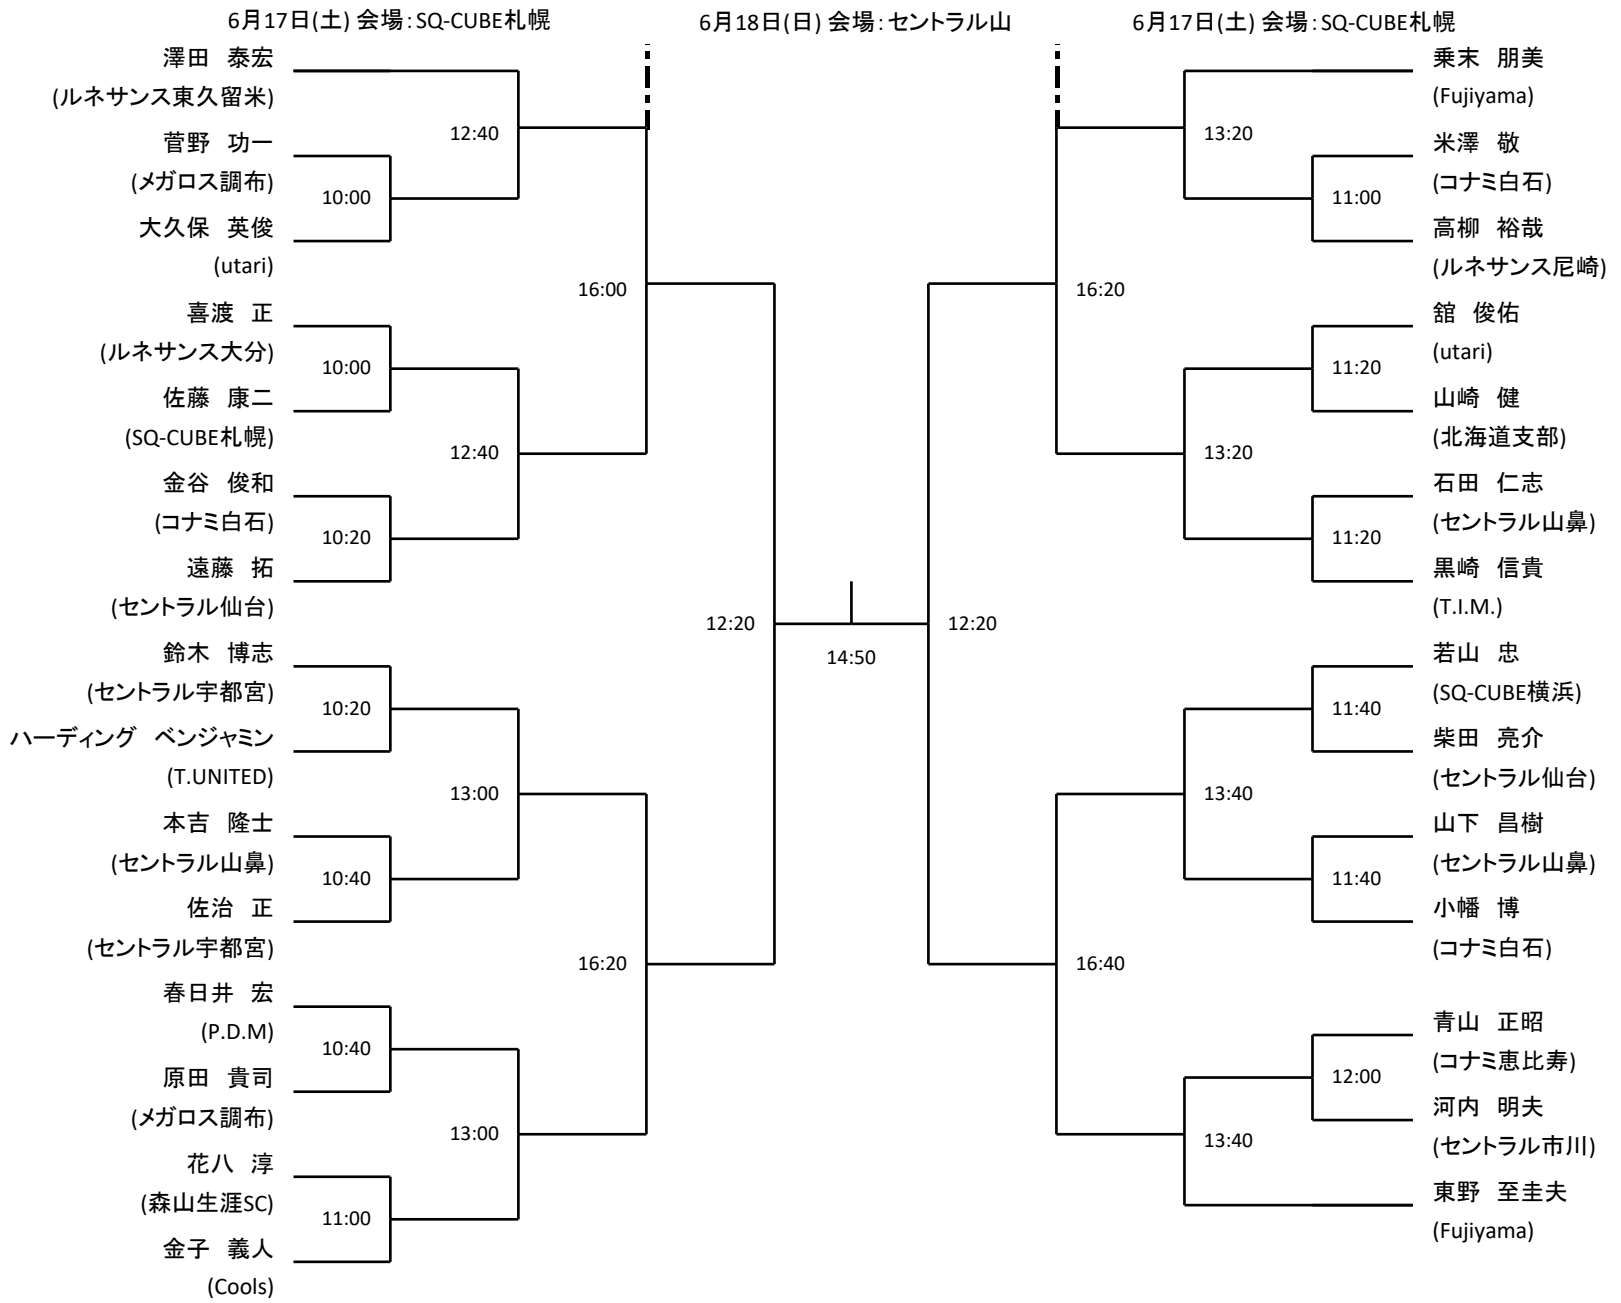 6月17日(土) 会場：SQ-CUBE札幌
6月18日(日) 会場：セントラル山
6月17日(土) 会場：SQ-CUBE札幌
澤田　泰宏
(ルネサンス東久留米)
12:40
菅野　功一
(メガロス調布)
10:00
大久保　英俊
(utari)
16:00
喜渡　正
(ルネサンス大分)
10:00
佐藤　康二
(SQ-CUBE札幌)
12:40
金谷　俊和
(コナミ白石)
10:20
遠藤　拓
(セントラル仙台)
12:20
鈴木　博志
(セントラル宇都宮)
10:20
ハーディング　ベンジャミン
(T.UNITED)
13:00
本吉　隆士
(セントラル山鼻)
10:40
佐治　正
(セントラル宇都宮)
16:20
春日井　宏
(P.D.M)
10:40
原田　貴司
(メガロス調布)
13:00
花八　淳
(森山生涯SC)
11:00
金子　義人
(Cools)
14:50
乗末　朋美
(Fujiyama)
13:20
米澤　敬
(コナミ白石)
11:00
高柳　裕哉
(ルネサンス尼崎)
16:20
舘　俊佑
(utari)
11:20
山崎　健
(北海道支部)
13:20
石田　仁志
(セントラル山鼻)
11:20
黒崎　信貴
(T.I.M.)
12:20
若山　忠
(SQ-CUBE横浜)
11:40
柴田　亮介
(セントラル仙台)
13:40
山下　昌樹
(セントラル山鼻)
11:40
小幡　博
(コナミ白石)
16:40
青山　正昭
(コナミ恵比寿)
12:00
河内　明夫
(セントラル市川)
13:40
東野　至圭夫
(Fujiyama)